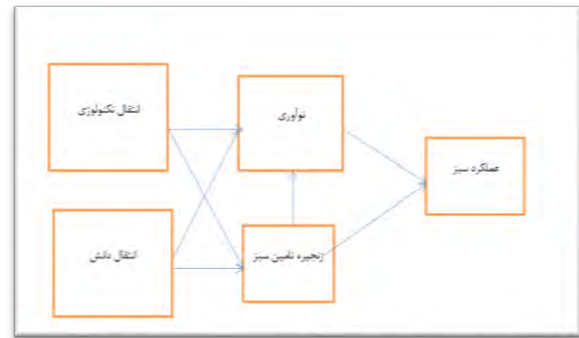 نوآوری
انتقال تکنولوژی
عملکرد سبز
زنجیره تامین سبز
انتقال دانش